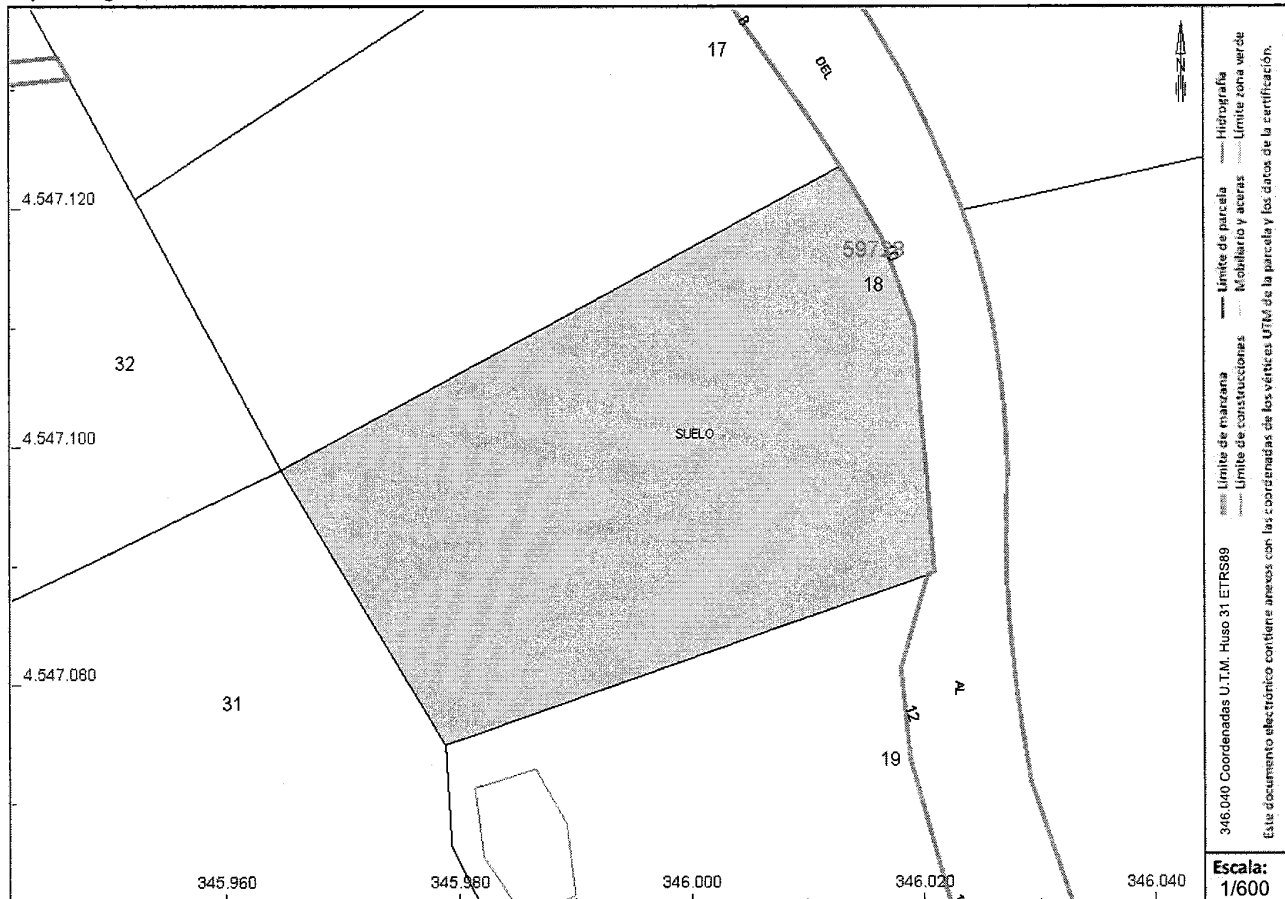 8
17
DEL
N
4.547.120
59723
18
32
4.547.100
SUELO
4.547.080
31
AL
12
19
345.960
345.980
346.000
346.020
346.040
346.040 Coordenadas U.T.M. Huso 31 ETRS89
Límite de manzana
Límite de parcela
Hidrografía
Límite de construcciones
Mobiliario y aceras
Límite zona verde
Este documento electrónico contiene anexos con las coordenadas de los vértices UTM de la parcela y los datos de la certificación.
Escala:
1/600